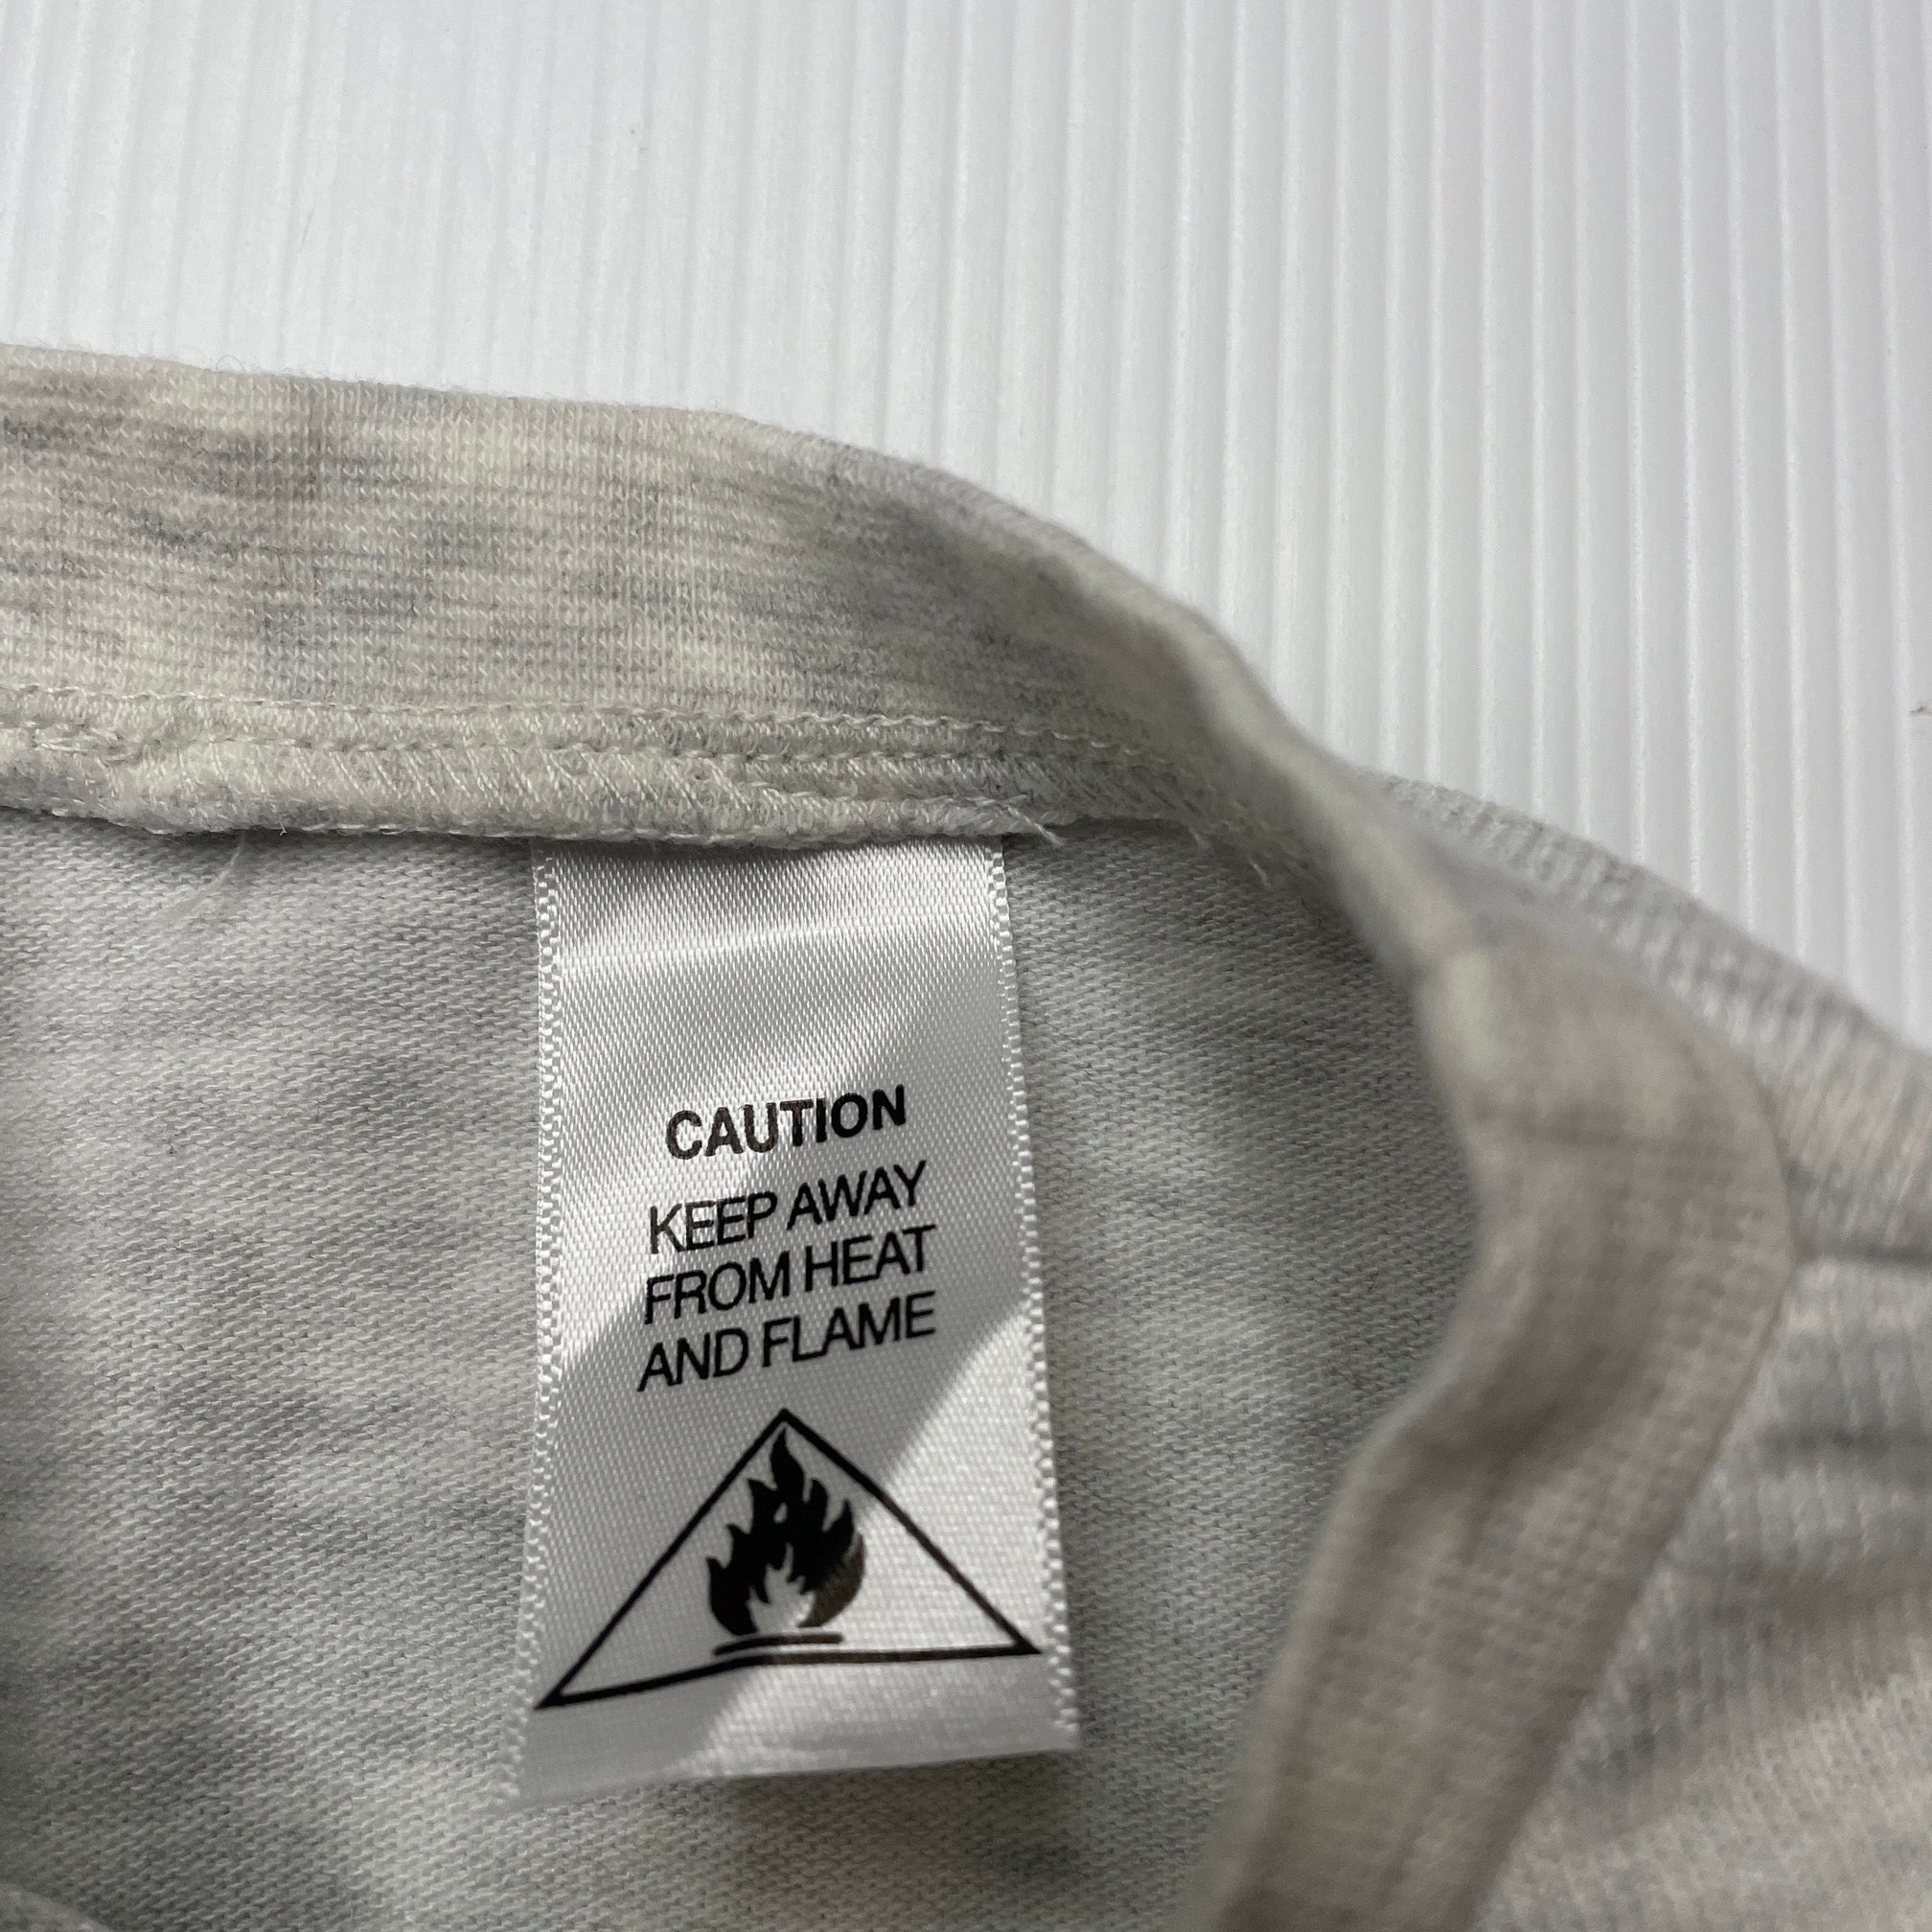 CAUTION
KEEP AWAY
FROM HEAT
AND FLAME